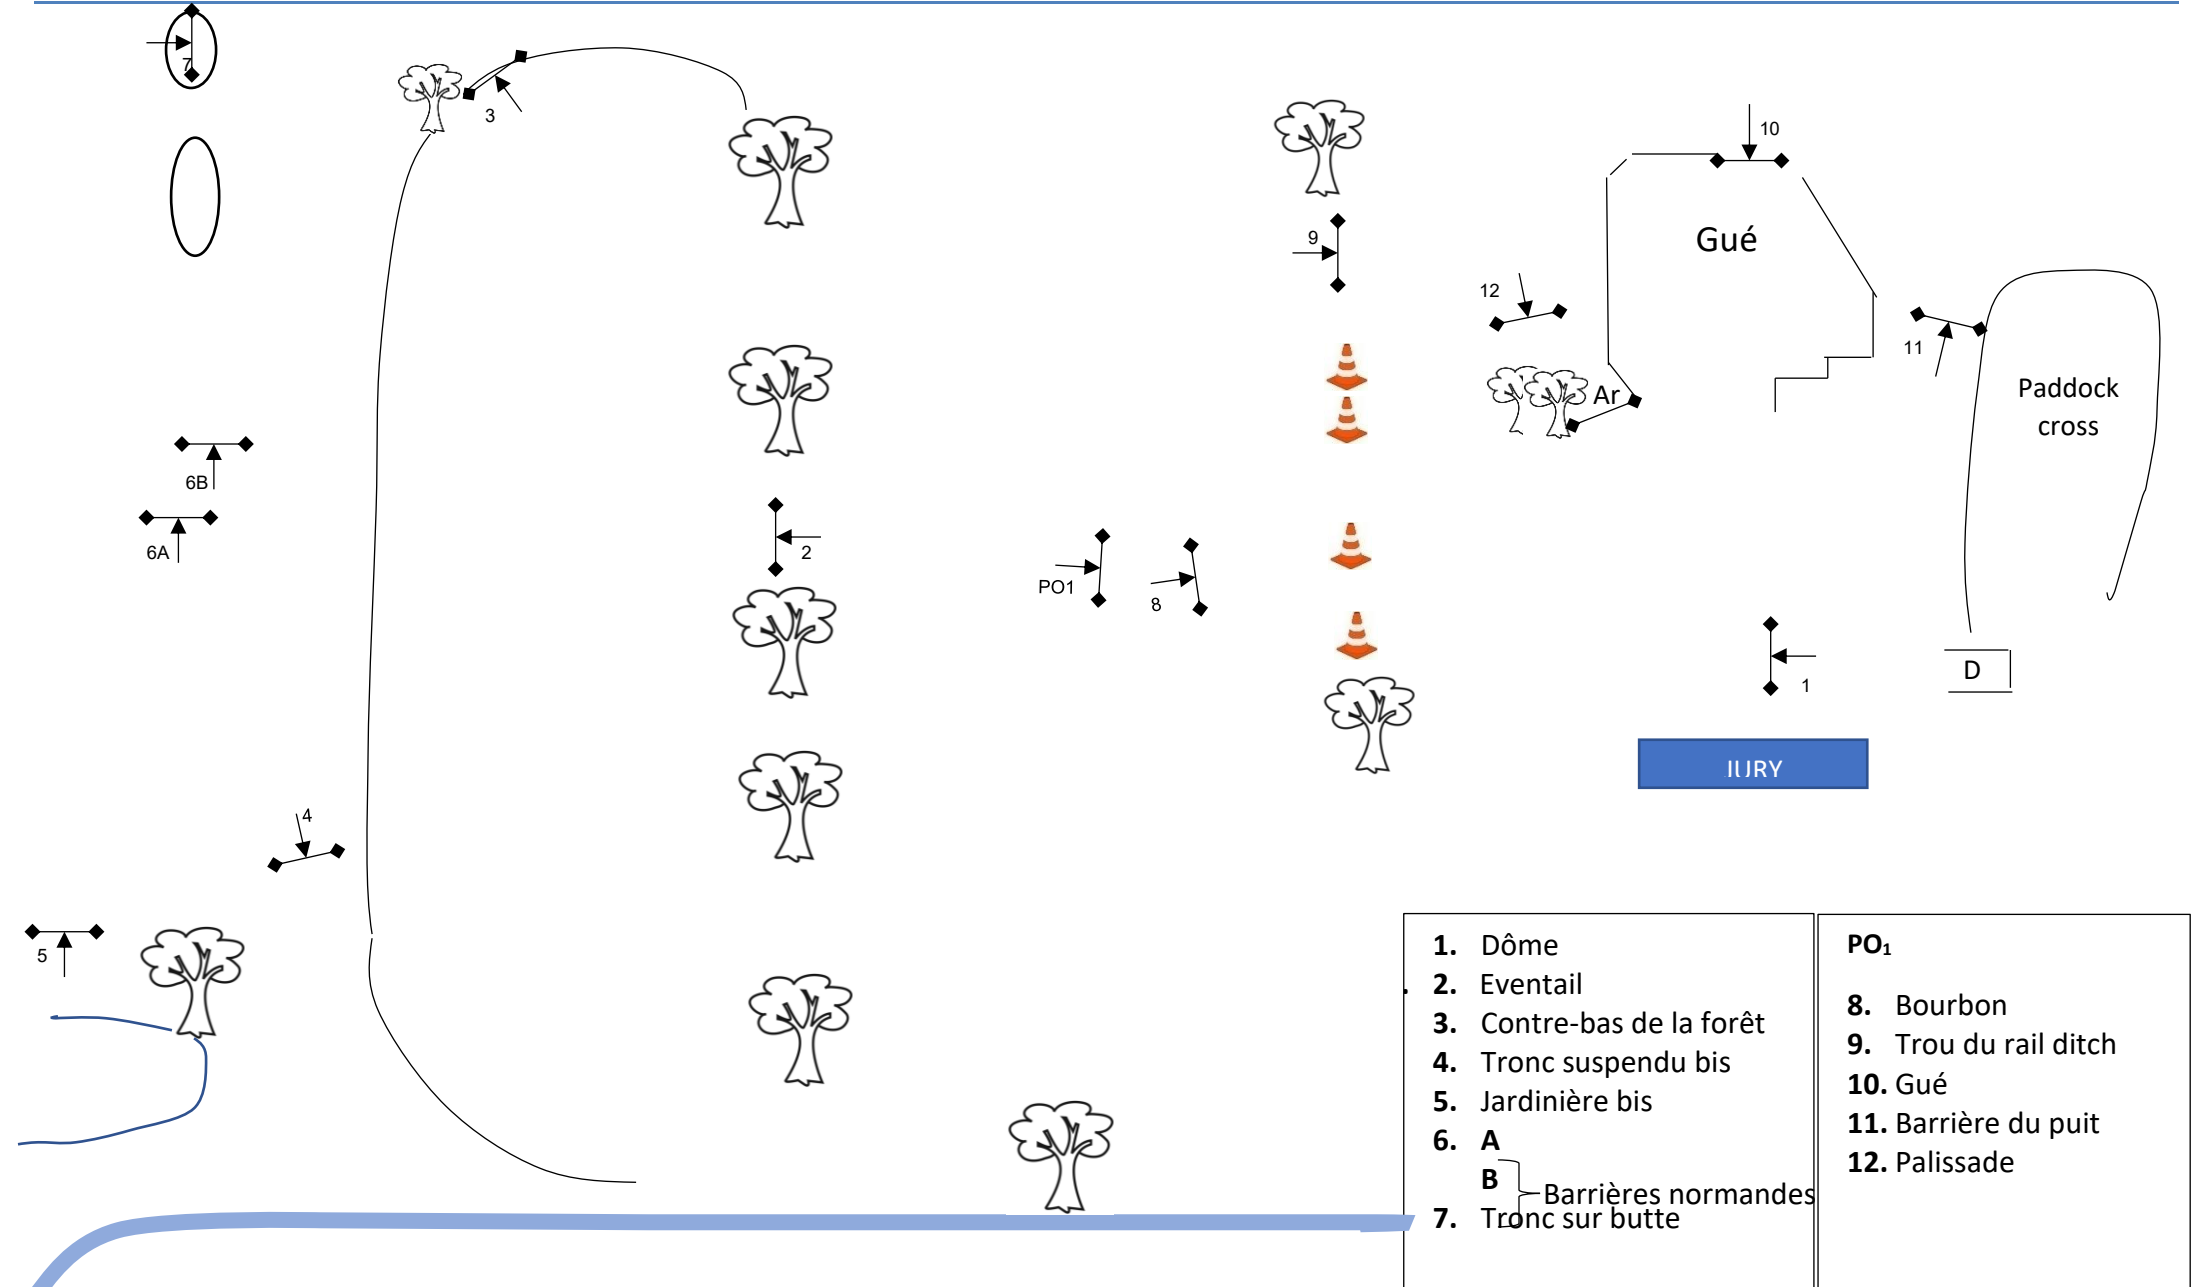 7
3
10
Gué
9
12
11
Paddock
cross
Ar
6B
6A
2
PO1
8
D
1
JURY
4
5
1. Dôme
. 2. Eventail
3. Contre-bas de la forêt
4. Tronc suspendu bis
5. Jardinière bis
6. A
B
Barrières normandes
7. Tronc sur butte
PO1
8. Bourbon
9. Trou du rail ditch
10. Gué
11. Barrière du puit
12. Palissade